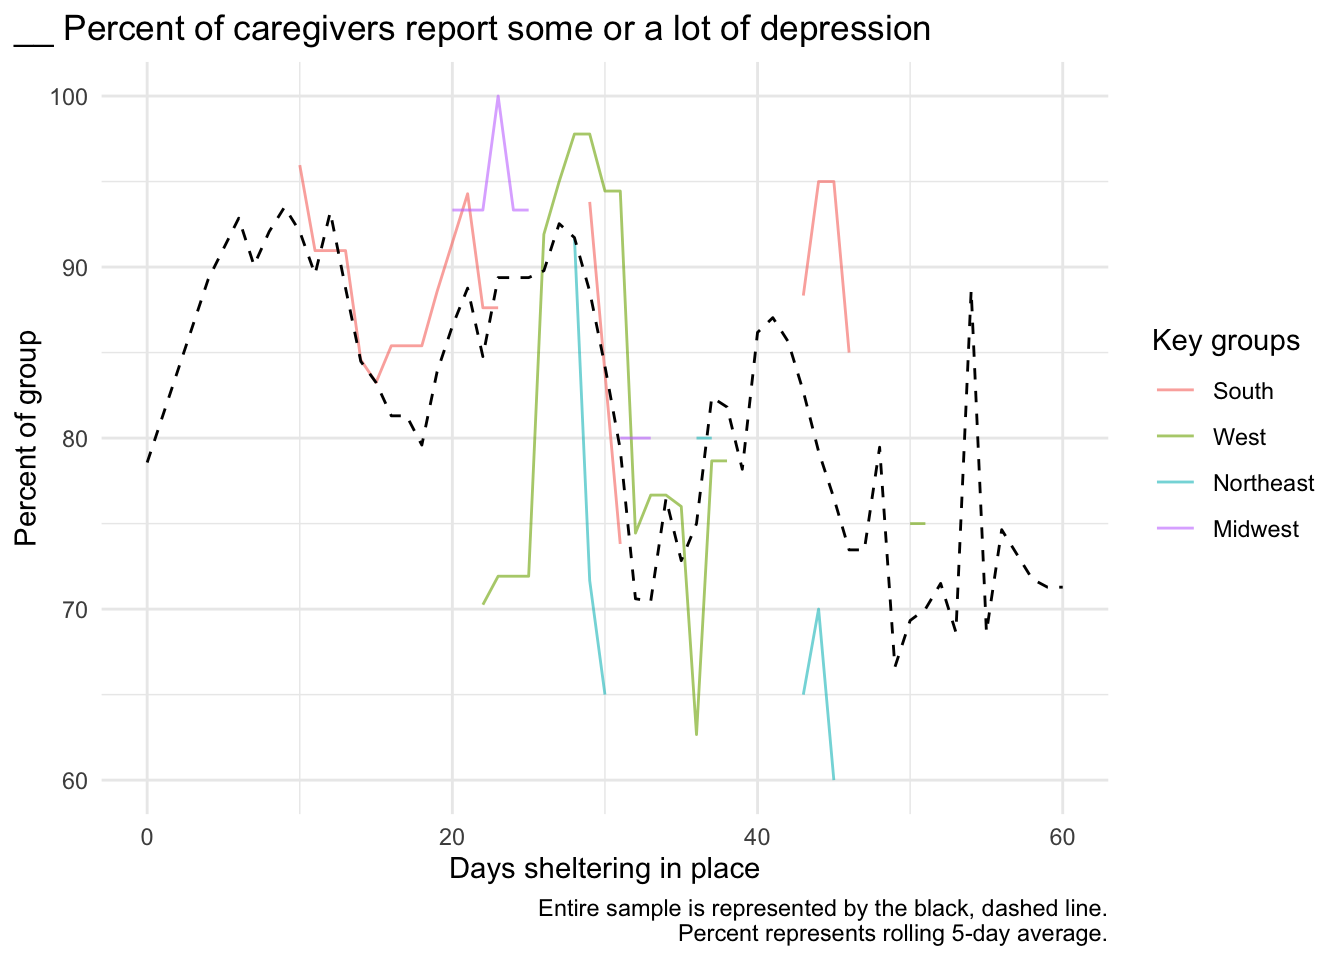 __ Percent of caregivers report some or a lot of depression
Percent of group
100
90
80
70
60
0
20
40
60
Days sheltering in place
Key groups
South
West
Northeast
Midwest
Entire sample is represented by the black, dashed line.
Percent represents rolling 5-day average.